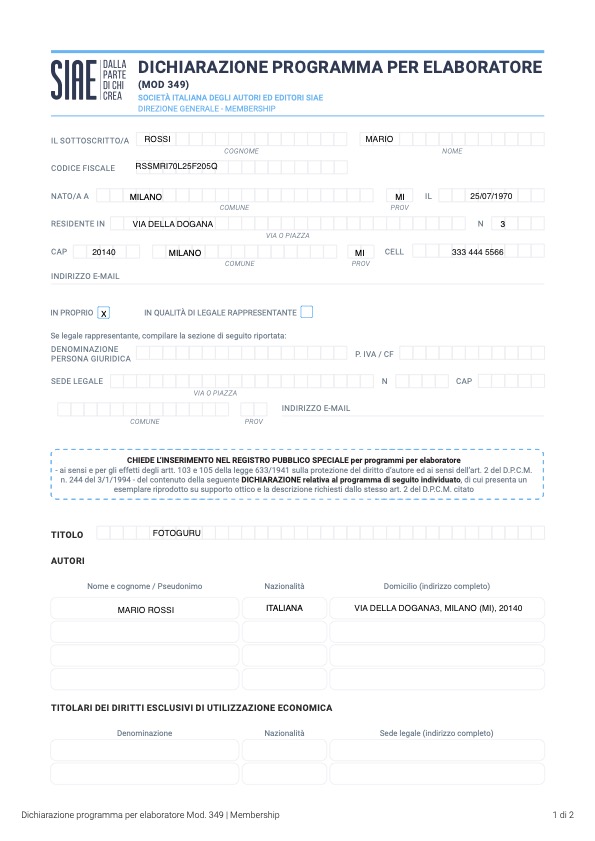 SIAE DALLA PARTE DI CHI CREA
DICHIARAZIONE PROGRAMMA PER ELABORATORE
(MOD 349)
SOCIETÀ ITALIANA DEGLI AUTORI ED EDITORI SIAE
DIREZIONE GENERALE - MEMBERSHIP
IL SOTTOSCRITTO/A ROSSI MARIO
COGNOME NOME
CODICE FISCALE RSSMRI70L25F205Q
NATO/A A MILANO MI IL 25/07/1970
COMUNE PROV
RESIDENTE IN VIA DELLA DOGANA N 3
VIA O PIAZZA
CAP 20140 MILANO MI CELL 333 444 5566
COMUNE PROV
INDIRIZZO E-MAIL
IN PROPRIO X IN QUALITÀ DI LEGALE RAPPRESENTANTE
Se legale rappresentante, compilare la sezione di seguito riportata:
DENOMINAZIONE
PERSONA GIURIDICA P. IVA / CF
SEDE LEGALE N CAP
VIA O PIAZZA
INDIRIZZO E-MAIL
COMUNE PROV
CHIEDE L'INSERIMENTO NEL REGISTRO PUBBLICO SPECIALE per programmi per elaboratore
- ai sensi e per gli effetti degli artt. 103 e 105 della legge 633/1941 sulla protezione del diritto d'autore ed ai sensi dell'art. 2 del D.P.C.M.
n. 244 del 3/1/1994 - del contenuto della seguente DICHIARAZIONE relativa al programma di seguito individuato, di cui presenta un
esemplare riprodotto su supporto ottico e la descrizione richiesti dallo stesso art. 2 del D.P.C.M. citato
TITOLO FOTOGURU
AUTORI
Nome e cognome / Pseudonimo Nazionalità Domicilio (indirizzo completo)
MARIO ROSSI ITALIANA VIA DELLA DOGANA3, MILANO (MI), 20140
TITOLARI DEI DIRITTI ESCLUSIVI DI UTILIZZAZIONE ECONOMICA
Denominazione Nazionalità Sede legale (indirizzo completo)
Dichiarazione programma per elaboratore Mod. 349 | Membership 1 di 2